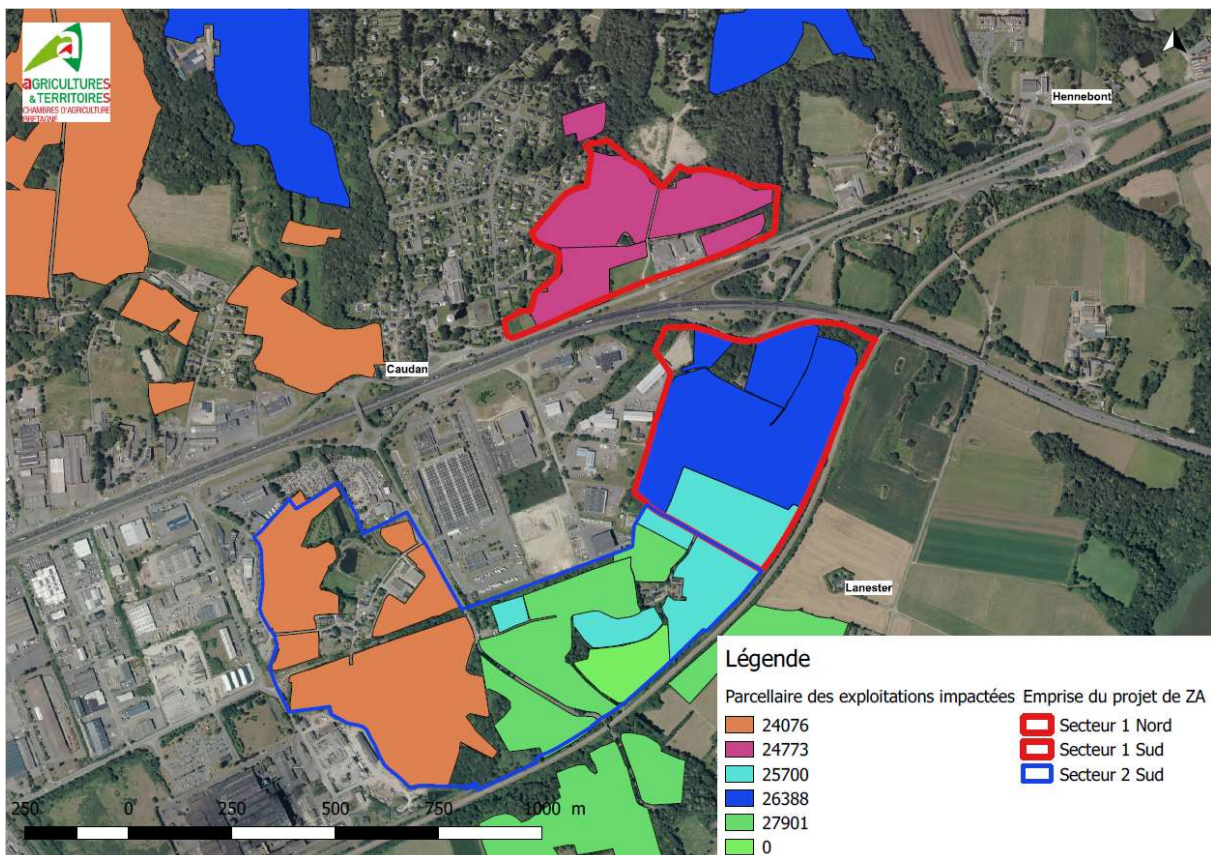 aGRICULTURES
& TERRITOIRES
CHAMBRES D'AGRICULTURE
BRETAGNE
Hennebont
Caudan
Lanester
Légende
Parcellaire des exploitations impactées
24076
24773
25700
26388
27901
0
Emprise du projet de ZA
Secteur 1 Nord
Secteur 1 Sud
Secteur 2 Sud
250 0 250 500 750 1000 m